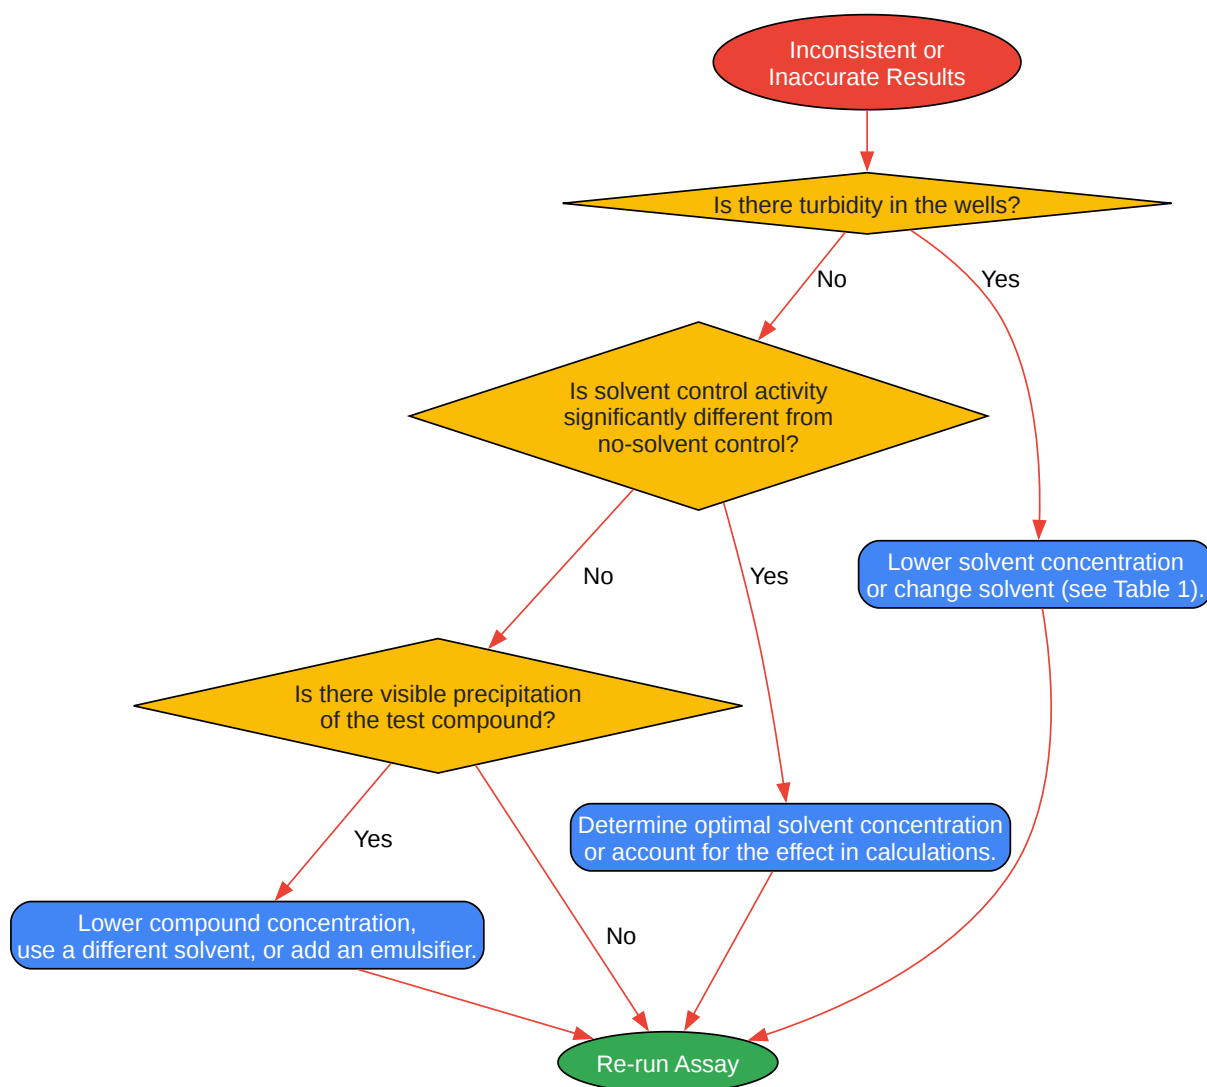 Inconsistent or
Inaccurate Results
Is there turbidity in the wells?
No
Yes
Is solvent control activity
significantly different from
no-solvent control?
Lower solvent concentration
or change solvent (see Table 1).
No
Yes
Is there visible precipitation
of the test compound?
Determine optimal solvent concentration
or account for the effect in calculations.
Yes
No
Lower compound concentration,
use a different solvent, or add an emulsifier.
Re-run Assay